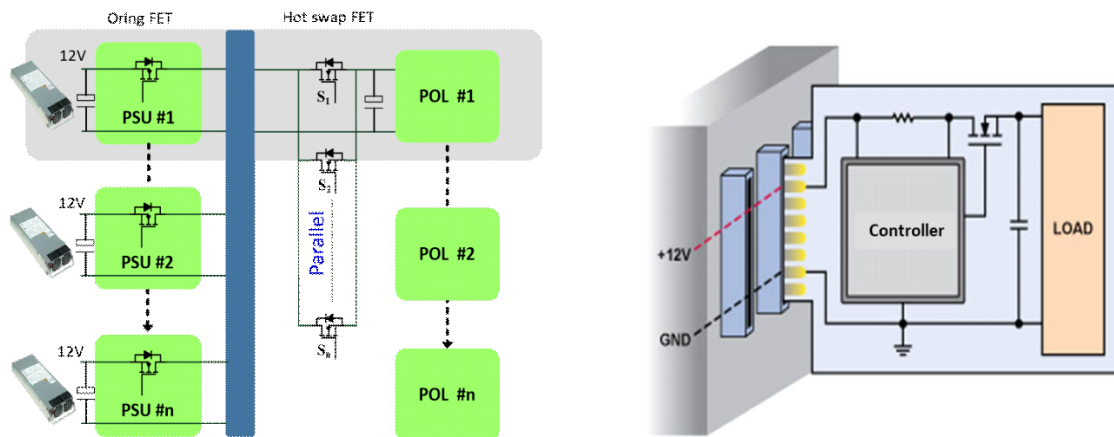 Oring FET
Hot swap FET
12V
PSU #1
S1
POL #1
12V
PSU #2
S2
Parallel
POL #2
12V
PSU #n
Sn
POL #n
+12V
GND
Controller
LOAD